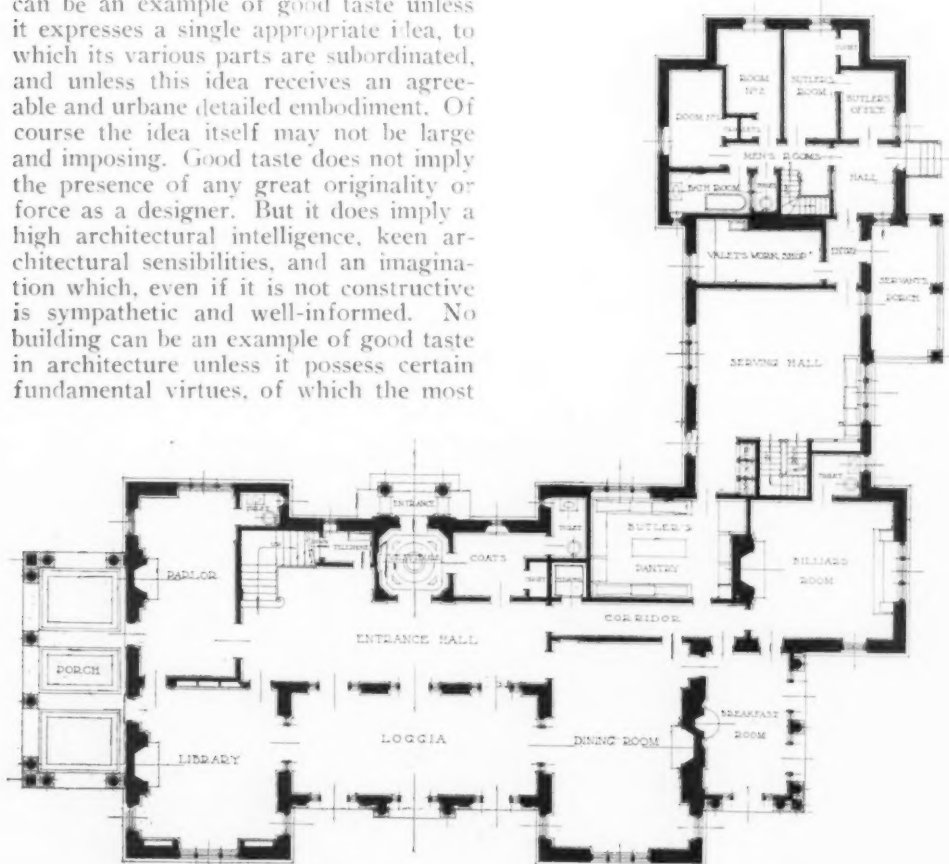 can be an example of good taste unless
it expresses a single appropriate idea, to
which its various parts are subordinated,
and unless this idea receives an agree-
able and urbane detailed embodiment. Of
course the idea itself may not be large
and imposing. Good taste does not imply
the presence of any great originality or
force as a designer. But it does imply a
high architectural intelligence, keen ar-
chitectural sensibilities, and an imagina-
tion which, even if it is not constructive
is sympathetic and well-informed. No
building can be an example of good taste
in architecture unless it possess certain
fundamental virtues, of which the most
ROOM
Nº2
BUTLER'S
ROOM
BUTLER'S
OFFICE
ROOM
MEN'S ROOMS
HALL
BATH ROOM
VALET'S WORK SHOP
ENTRY
SERVANTS
PORCH
SERVING HALL
TOILET
ENTRANCE
COATS
TOILET
BUTLER'S
PANTRY
BILLIARD
ROOM
PARLOR
ENTRANCE HALL
CORRIDOR
PORCH
LIBRARY
LOGGIA
DINING ROOM
BREAKFAST
ROOM